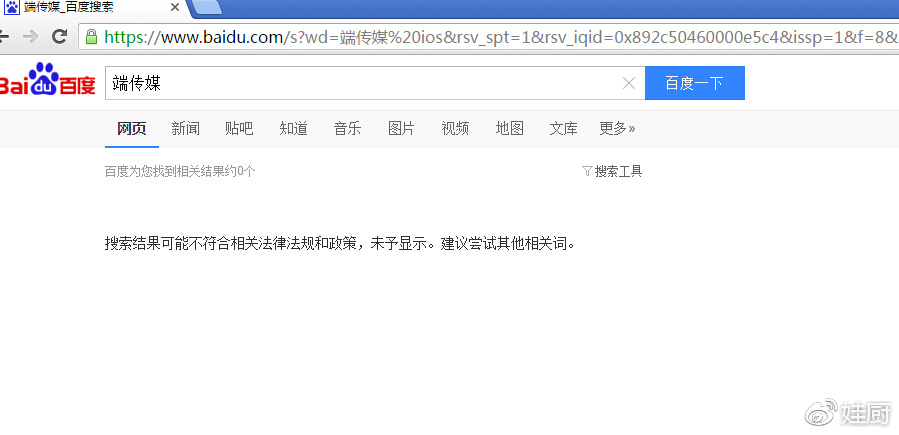 端传媒_百度搜索
https://www.baidu.com/s?wd=端传媒%20ios&rsv_spt=1&rsv_iqid=0x892c50460000e5c4&issp=1&f=8&
Bai du 百度 端传媒 百度一下
网页 新闻 贴吧 知道 音乐 图片 视频 地图 文库 更多»
百度为您找到相关结果约0个 搜索工具
搜索结果可能不符合相关法律法规和政策，未予显示。建议尝试其他相关词。
娃厨